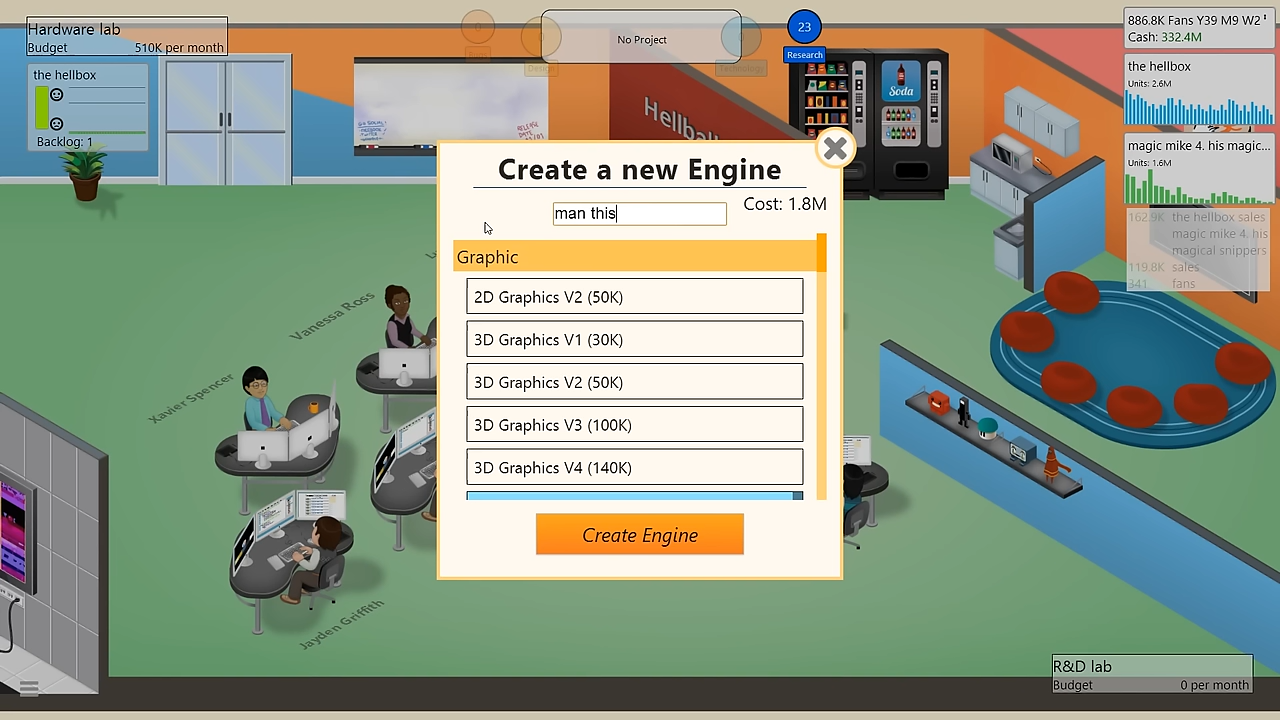 Hardware lab
Budget 510K per month
the hellbox
Backlog: 1
No Project
23
Research
886.8K Fans Y39 M9 W2
Cash: 332.4M
the hellbox
Units: 2.6M
magic mike 4. his magic...
Units: 1.6M
162.9K the hellbox sales
magic mike 4. his
magical snippers
119.8K sales
341 fans
Soda
RELEASE
Technology
Create a new Engine
man this
Cost: 1.8M
Graphic
2D Graphics V2 (50K)
3D Graphics V1 (30K)
3D Graphics V2 (50K)
3D Graphics V3 (100K)
3D Graphics V4 (140K)
Create Engine
Vanessa Ross
Xavier Spencer
Jayden Griffith
R&D lab
Budget 0 per month